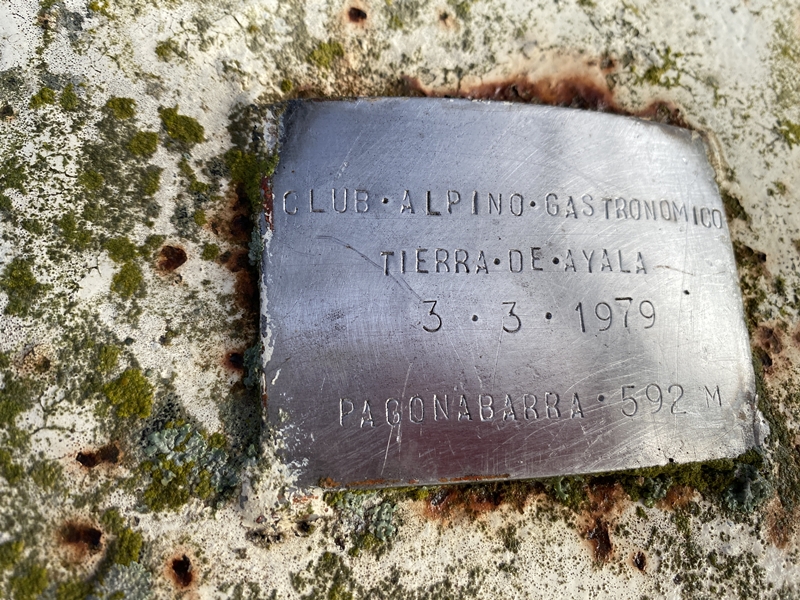 CLUB·ALPINO·GASTRONOMICO
TIERRA·DE·AYALA
3·3·1979
PAGONABARRA·592 M